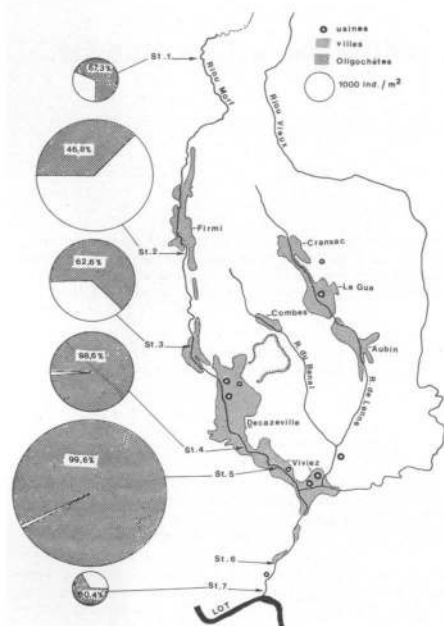 usines
villes
Oligochètes
1000 ind./m²
67,3%
St.1
Riou Mort
Riou Vieux
46,8%
Firmi
St.2
Cransac
Le Gua
62,6%
Combes
St.3
Aubin
R. du Banel
R. de Lenne
98,6%
Decazeville
St.4
99,6%
St.5
Viviez
St.6
60,4%
St.7
LOT